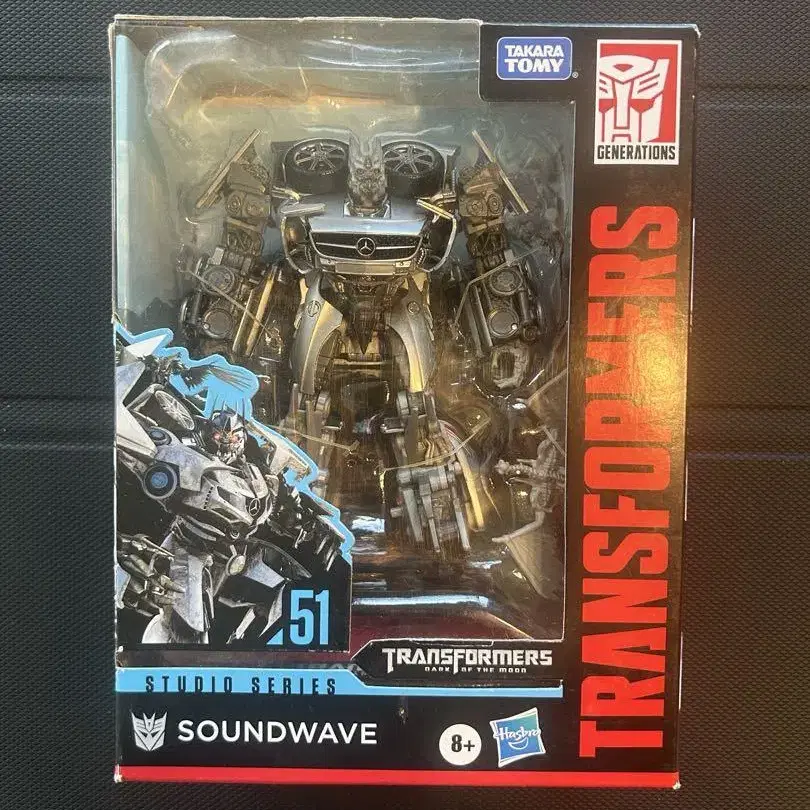 TAKARA
TOMY
GENERATIONS
TRANSFORMERS
51
TRANSFORMERS
DARK OF THE MOON
STUDIO SERIES
SOUNDWAVE
8+
Hasbro